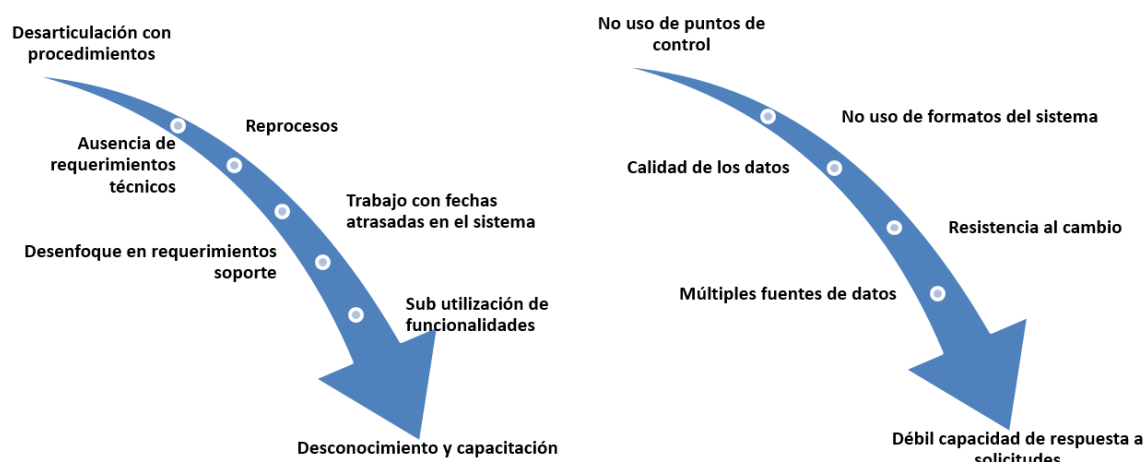 Desarticulación con
procedimientos
Reprocesos
Ausencia de
requerimientos
técnicos
Trabajo con fechas
atrasadas en el sistema
Desenfoque en requerimientos
soporte
Sub utilización de
funcionalidades
Desconocimiento y capacitación
No uso de puntos de
control
No uso de formatos del sistema
Calidad de los datos
Resistencia al cambio
Múltiples fuentes de datos
Débil capacidad de respuesta a
solicitudes